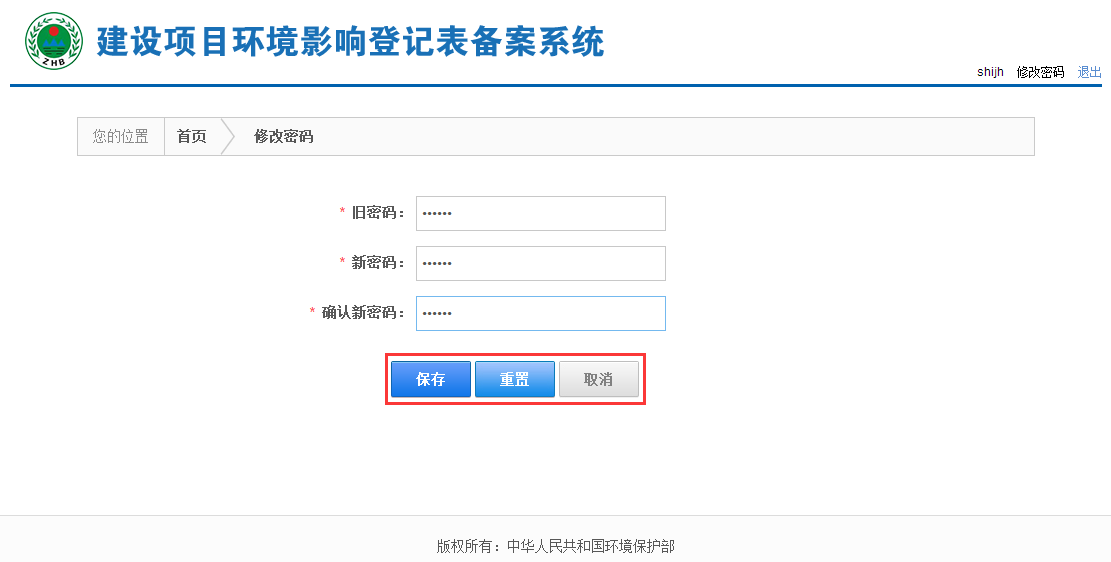 ZHB
建设项目环境影响登记表备案系统
shijh 修改密码 退出
您的位置 首页 修改密码
* 旧密码： ••••••
* 新密码： ••••••
* 确认新密码： ••••••
保存 重置 取消
版权所有：中华人民共和国环境保护部